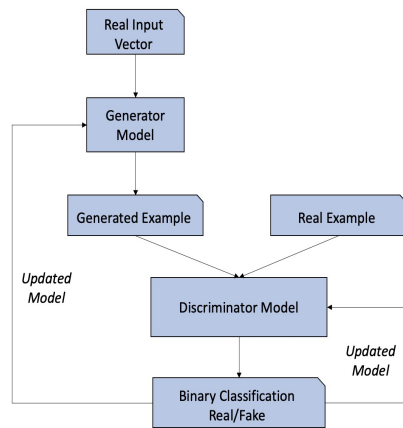 Real Input
Vector
Generator
Model
Generated Example
Real Example
Updated
Model
Discriminator Model
Updated
Model
Binary Classification
Real/Fake